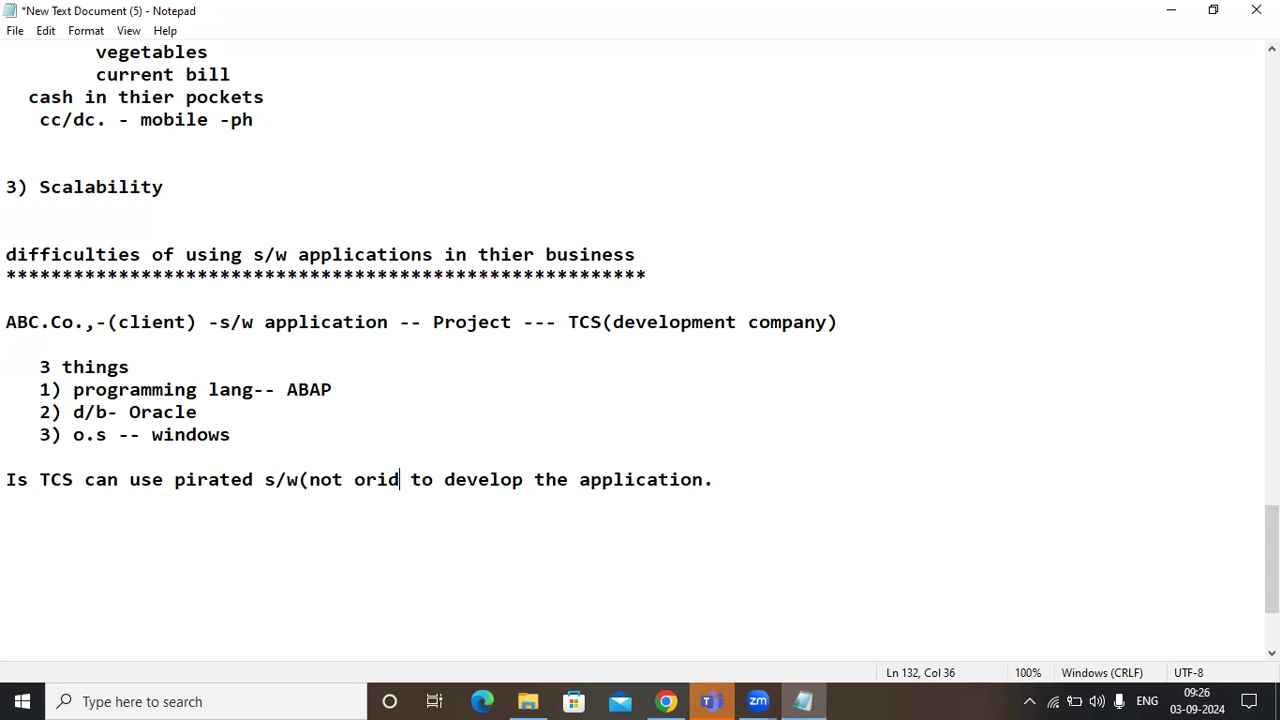 *New Text Document (5) - Notepad
File Edit Format View Help
vegetables
current bill
cash in thier pockets
cc/dc. - mobile -ph
3) Scalability
difficulties of using s/w applications in thier business
*********************************************************
ABC.Co.,-(client) -s/w application -- Project --- TCS(development company)
3 things
1) programming lang-- ABAP
2) d/b- Oracle
3) o.s -- windows
Is TCS can use pirated s/w(not orid to develop the application.
Ln 132, Col 36 100% Windows (CRLF) UTF-8
Type here to search
ENG
09:26
03-09-2024